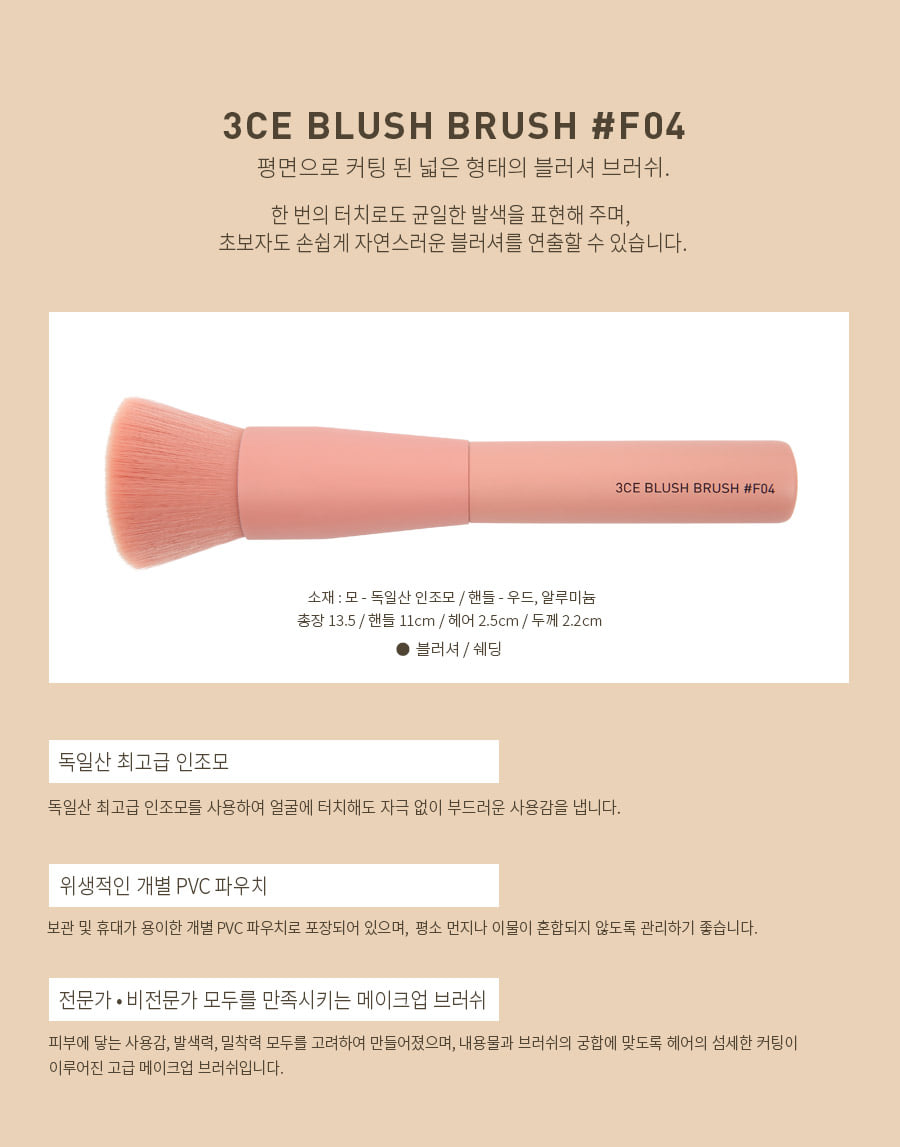 3CE BLUSH BRUSH #F04
평면으로 커팅 된 넓은 형태의 블러셔 브러쉬.
한 번의 터치로도 균일한 발색을 표현해 주며,
초보자도 손쉽게 자연스러운 블러셔를 연출할 수 있습니다.
3CE BLUSH BRUSH #F04
소재 : 모 - 독일산 인조모 / 핸들 - 우드, 알루미늄
총장 13.5 / 핸들 11cm / 헤어 2.5cm / 두께 2.2cm
● 블러셔 / 쉐딩
독일산 최고급 인조모
독일산 최고급 인조모를 사용하여 얼굴에 터치해도 자극 없이 부드러운 사용감을 냅니다.
위생적인 개별 PVC 파우치
보관 및 휴대가 용이한 개별 PVC 파우치로 포장되어 있으며, 평소 먼지나 이물이 혼합되지 않도록 관리하기 좋습니다.
전문가 • 비전문가 모두를 만족시키는 메이크업 브러쉬
피부에 닿는 사용감, 발색력, 밀착력 모두를 고려하여 만들어졌으며, 내용물과 브러쉬의 궁합에 맞도록 헤어의 섬세한 커팅이
이루어진 고급 메이크업 브러쉬입니다.